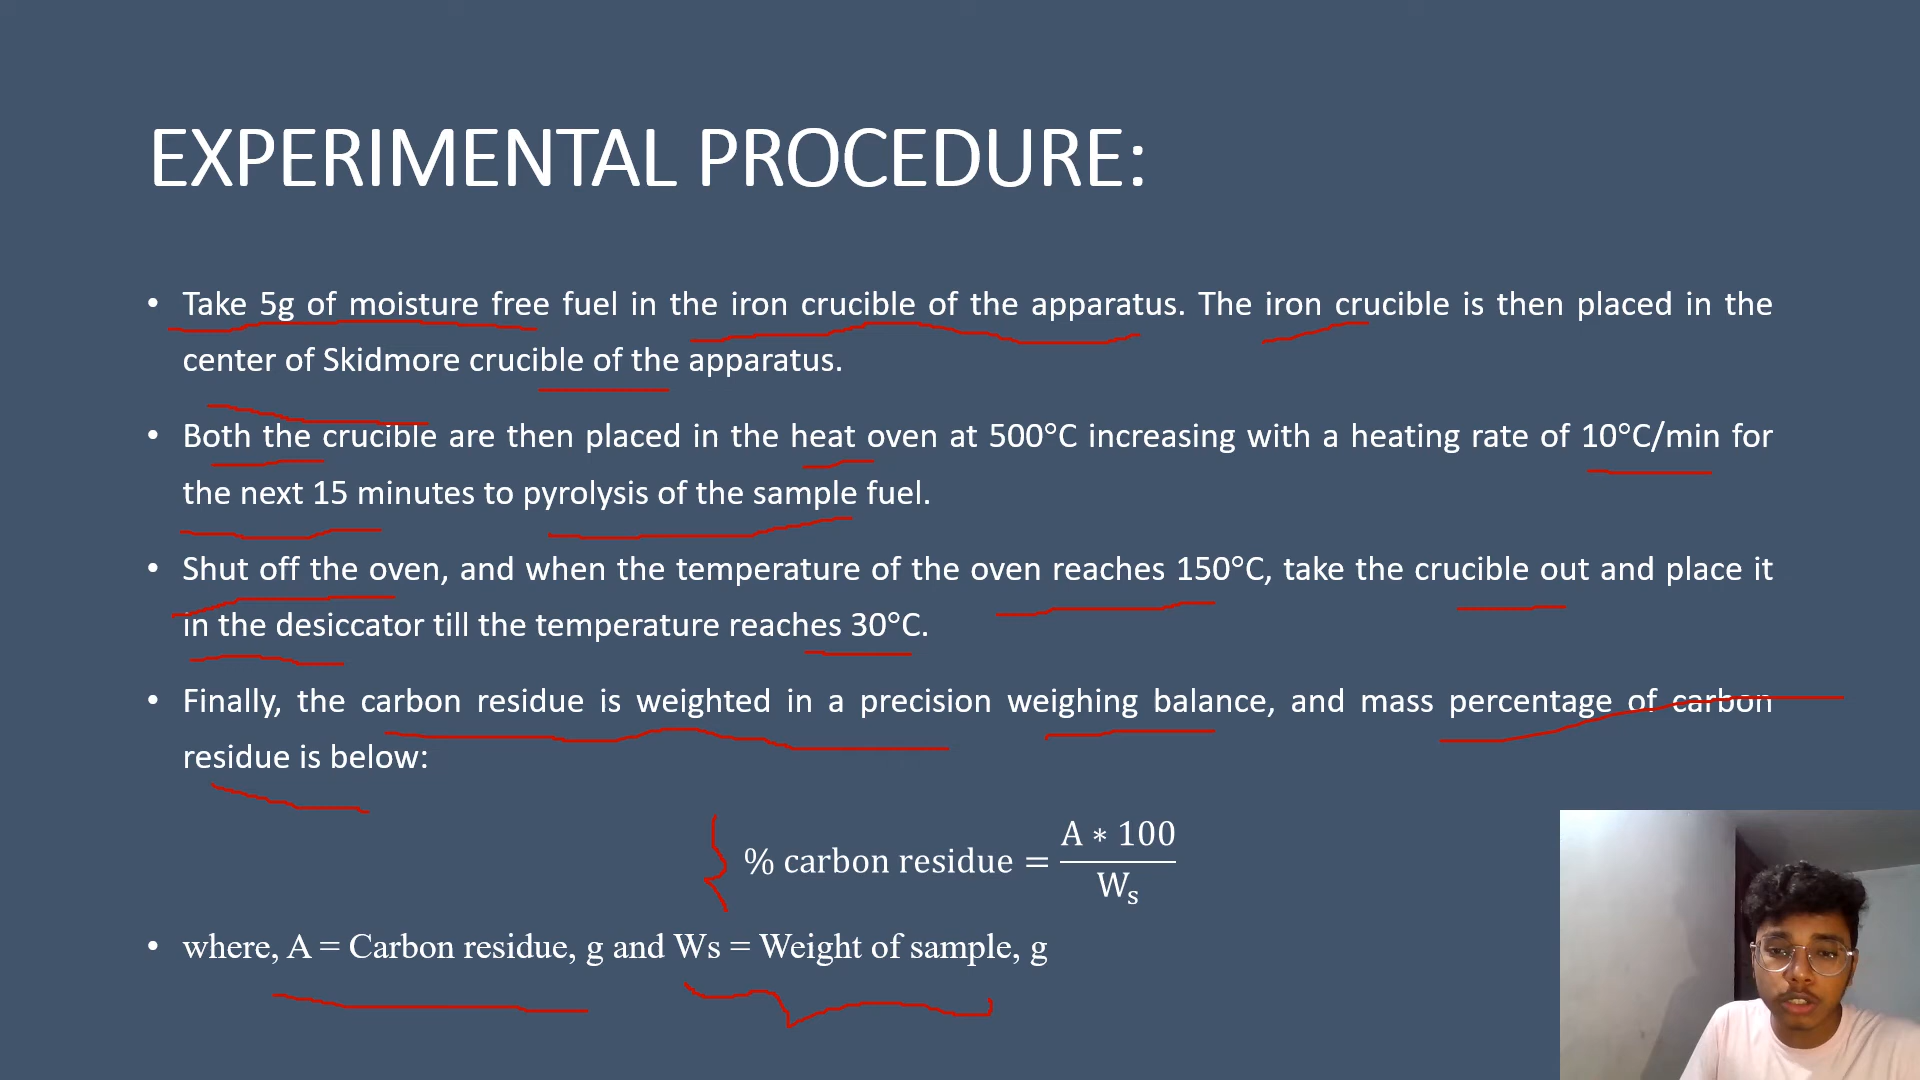 EXPERIMENTAL PROCEDURE:
• Take 5g of moisture free fuel in the iron crucible of the apparatus. The iron crucible is then placed in the
center of Skidmore crucible of the apparatus.
• Both the crucible are then placed in the heat oven at 500°C increasing with a heating rate of 10°C/min for
the next 15 minutes to pyrolysis of the sample fuel.
• Shut off the oven, and when the temperature of the oven reaches 150°C, take the crucible out and place it
in the desiccator till the temperature reaches 30°C.
• Finally, the carbon residue is weighted in a precision weighing balance, and mass percentage of carbon
residue is below:
% carbon residue = A ∗ 100 / Wₛ
• where, A = Carbon residue, g and Ws = Weight of sample, g